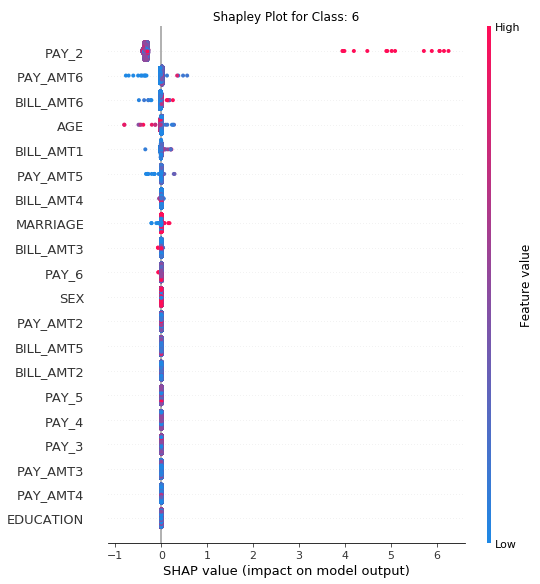 Shapley Plot for Class: 6
High
PAY_2
PAY_AMT6
BILL_AMT6
AGE
BILL_AMT1
PAY_AMT5
BILL_AMT4
MARRIAGE
BILL_AMT3
PAY_6
SEX
PAY_AMT2
BILL_AMT5
BILL_AMT2
PAY_5
PAY_4
PAY_3
PAY_AMT3
PAY_AMT4
EDUCATION
Feature value
Low
−1 0 1 2 3 4 5 6
SHAP value (impact on model output)